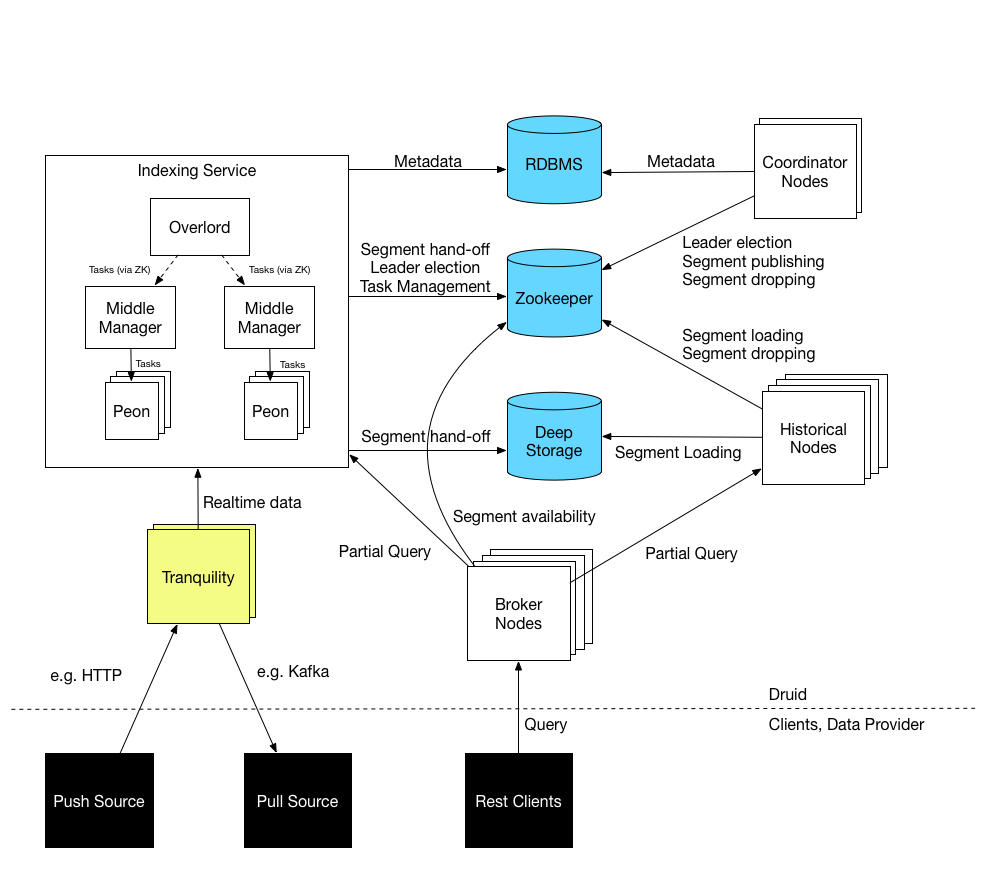 RDBMS
Metadata
Metadata
Coordinator
Nodes
Indexing Service
Overlord
Tasks (via ZK)
Tasks (via ZK)
Middle
Manager
Middle
Manager
Tasks
Tasks
Peon
Peon
Segment hand-off
Leader election
Task Management
Zookeeper
Leader election
Segment publishing
Segment dropping
Segment loading
Segment dropping
Deep
Storage
Segment hand-off
Segment Loading
Historical
Nodes
Realtime data
Segment availability
Partial Query
Partial Query
Tranquility
Broker
Nodes
e.g. HTTP
e.g. Kafka
Druid
Query
Clients, Data Provider
Push Source
Pull Source
Rest Clients